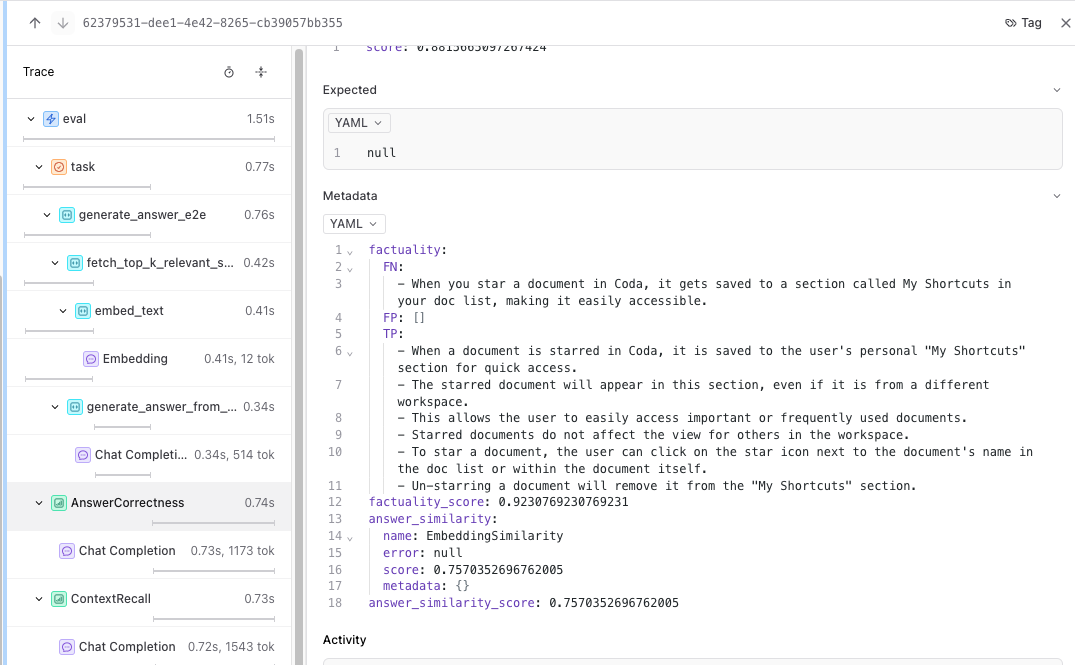 62379531-dee1-4e42-8265-cb39057bb355
Tag
Trace
eval 1.51s
task 0.77s
generate_answer_e2e 0.76s
fetch_top_k_relevant_s... 0.42s
embed_text 0.41s
Embedding 0.41s, 12 tok
generate_answer_from_... 0.34s
Chat Completi... 0.34s, 514 tok
AnswerCorrectness 0.74s
Chat Completion 0.73s, 1173 tok
ContextRecall 0.73s
Chat Completion 0.72s, 1543 tok
1 score: 0.8815665097267424
Expected
YAML
1 null
Metadata
YAML
1 factuality:
2 FN:
3 - When you star a document in Coda, it gets saved to a section called My Shortcuts in
your doc list, making it easily accessible.
4 FP: []
5 TP:
6 - When a document is starred in Coda, it is saved to the user's personal "My Shortcuts"
section for quick access.
7 - The starred document will appear in this section, even if it is from a different
workspace.
8 - This allows the user to easily access important or frequently used documents.
9 - Starred documents do not affect the view for others in the workspace.
10 - To star a document, the user can click on the star icon next to the document's name in
the doc list or within the document itself.
11 - Un-starring a document will remove it from the "My Shortcuts" section.
12 factuality_score: 0.9230769230769231
13 answer_similarity:
14 name: EmbeddingSimilarity
15 error: null
16 score: 0.7570352696762005
17 metadata: {}
18 answer_similarity_score: 0.7570352696762005
Activity